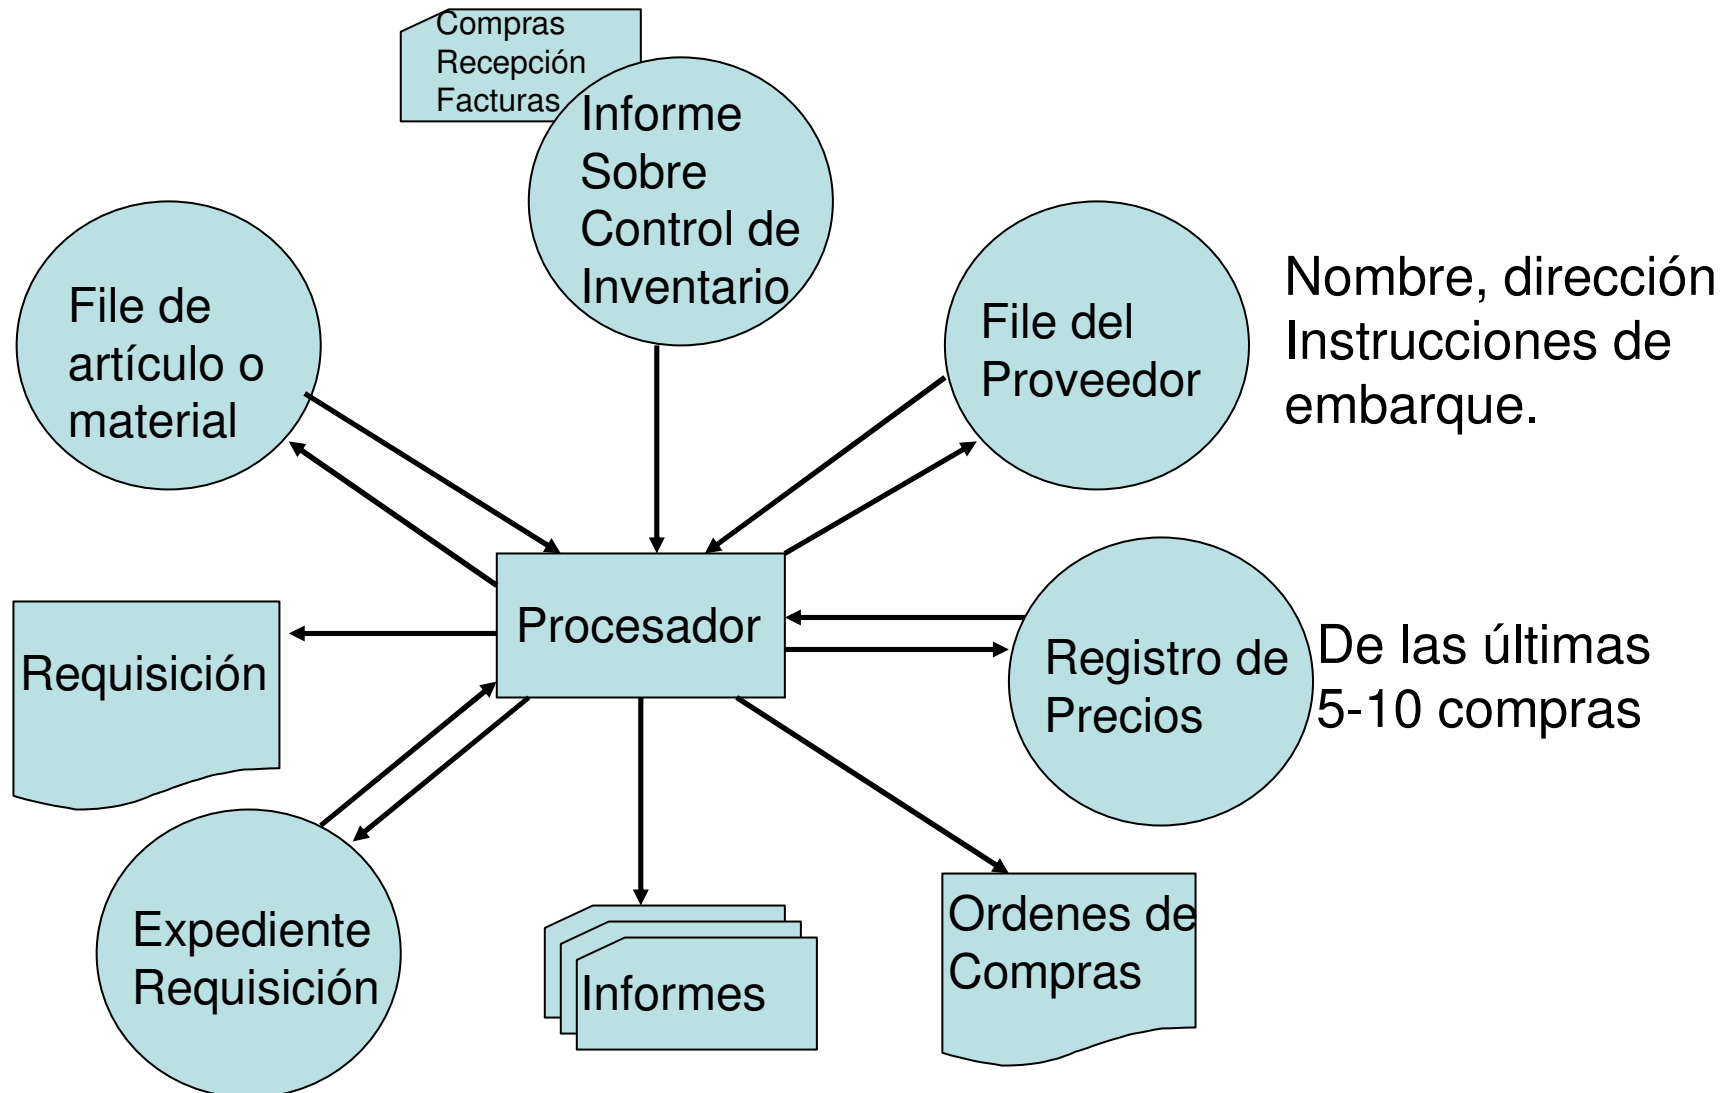 Compras
Recepción
Facturas
Informe
Sobre
Control de
Inventario
File de
artículo o
material
File del
Proveedor
Nombre, dirección
Instrucciones de
embarque.
Procesador
Requisición
Registro de
Precios
De las últimas
5-10 compras
Expediente
Requisición
Informes
Ordenes de
Compras